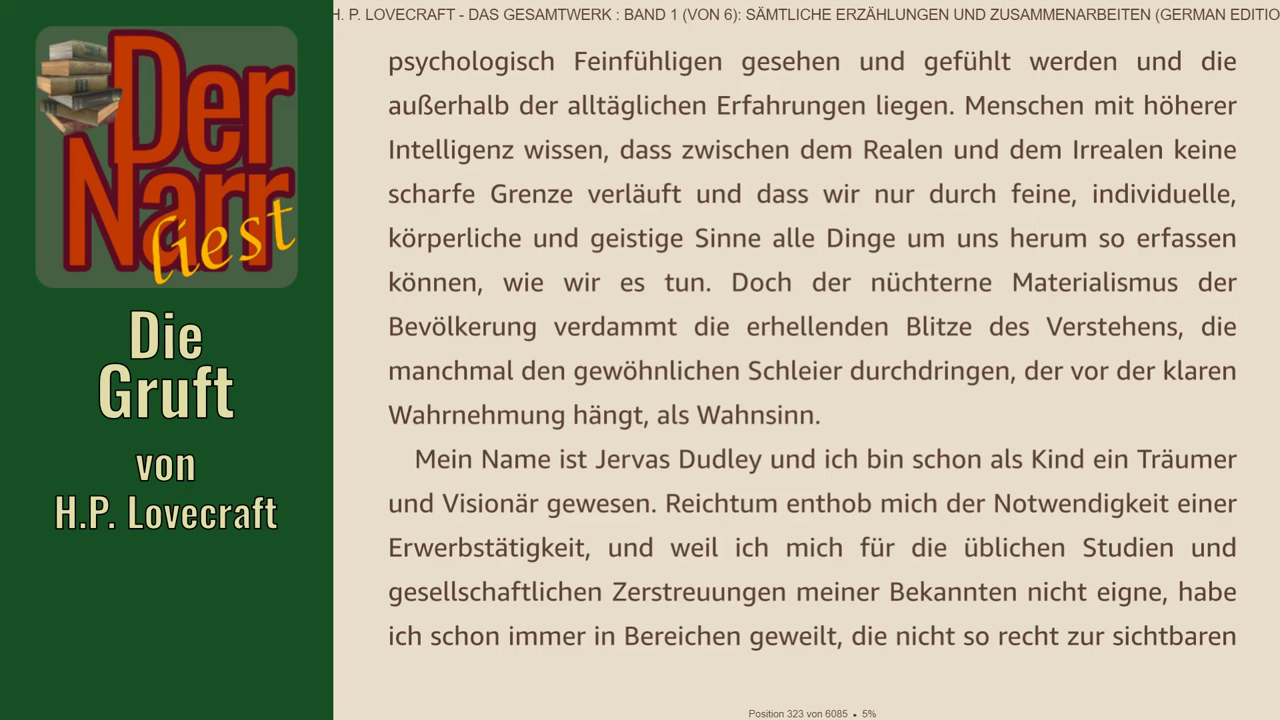 Der
Narr
liest
Die
Gruft
von
H.P. Lovecraft
H. P. LOVECRAFT - DAS GESAMTWERK : BAND 1 (VON 6): SÄMTLICHE ERZÄHLUNGEN UND ZUSAMMENARBEITEN (GERMAN EDITIO
psychologisch Feinfühligen gesehen und gefühlt werden und die
außerhalb der alltäglichen Erfahrungen liegen. Menschen mit höherer
Intelligenz wissen, dass zwischen dem Realen und dem Irrealen keine
scharfe Grenze verläuft und dass wir nur durch feine, individuelle,
körperliche und geistige Sinne alle Dinge um uns herum so erfassen
können, wie wir es tun. Doch der nüchterne Materialismus der
Bevölkerung verdammt die erhellenden Blitze des Verstehens, die
manchmal den gewöhnlichen Schleier durchdringen, der vor der klaren
Wahrnehmung hängt, als Wahnsinn.
Mein Name ist Jervas Dudley und ich bin schon als Kind ein Träumer
und Visionär gewesen. Reichtum enthob mich der Notwendigkeit einer
Erwerbstätigkeit, und weil ich mich für die üblichen Studien und
gesellschaftlichen Zerstreuungen meiner Bekannten nicht eigne, habe
ich schon immer in Bereichen geweilt, die nicht so recht zur sichtbaren
Position 323 von 6085 • 5%